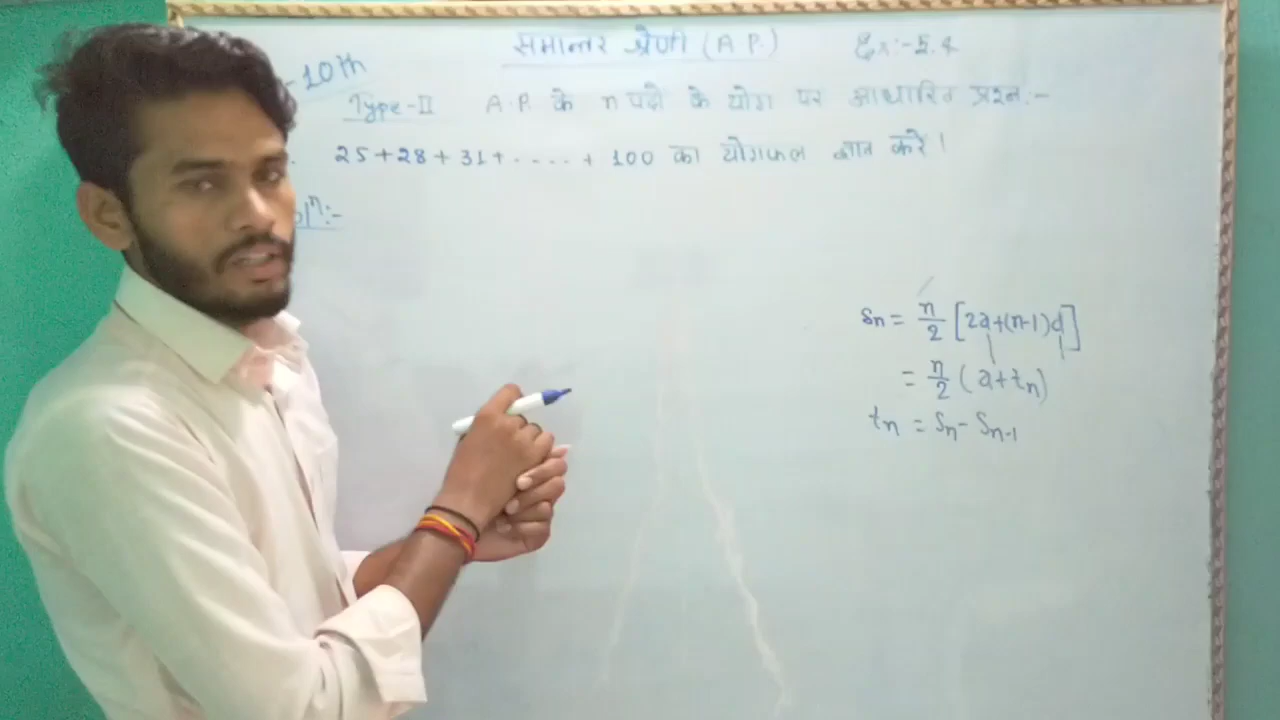 समान्तर श्रेणी (A.P.) Ex:-5.4
-10th
Type-II A.P. के n पदों के योग पर आधारित प्रश्न:-
25+28+31+.....+ 100 का योगफल ज्ञात करें।
olⁿ:-
Sn = n/2 [2a+(n-1)d]
= n/2 (a+tn)
tn = Sn - Sn-1